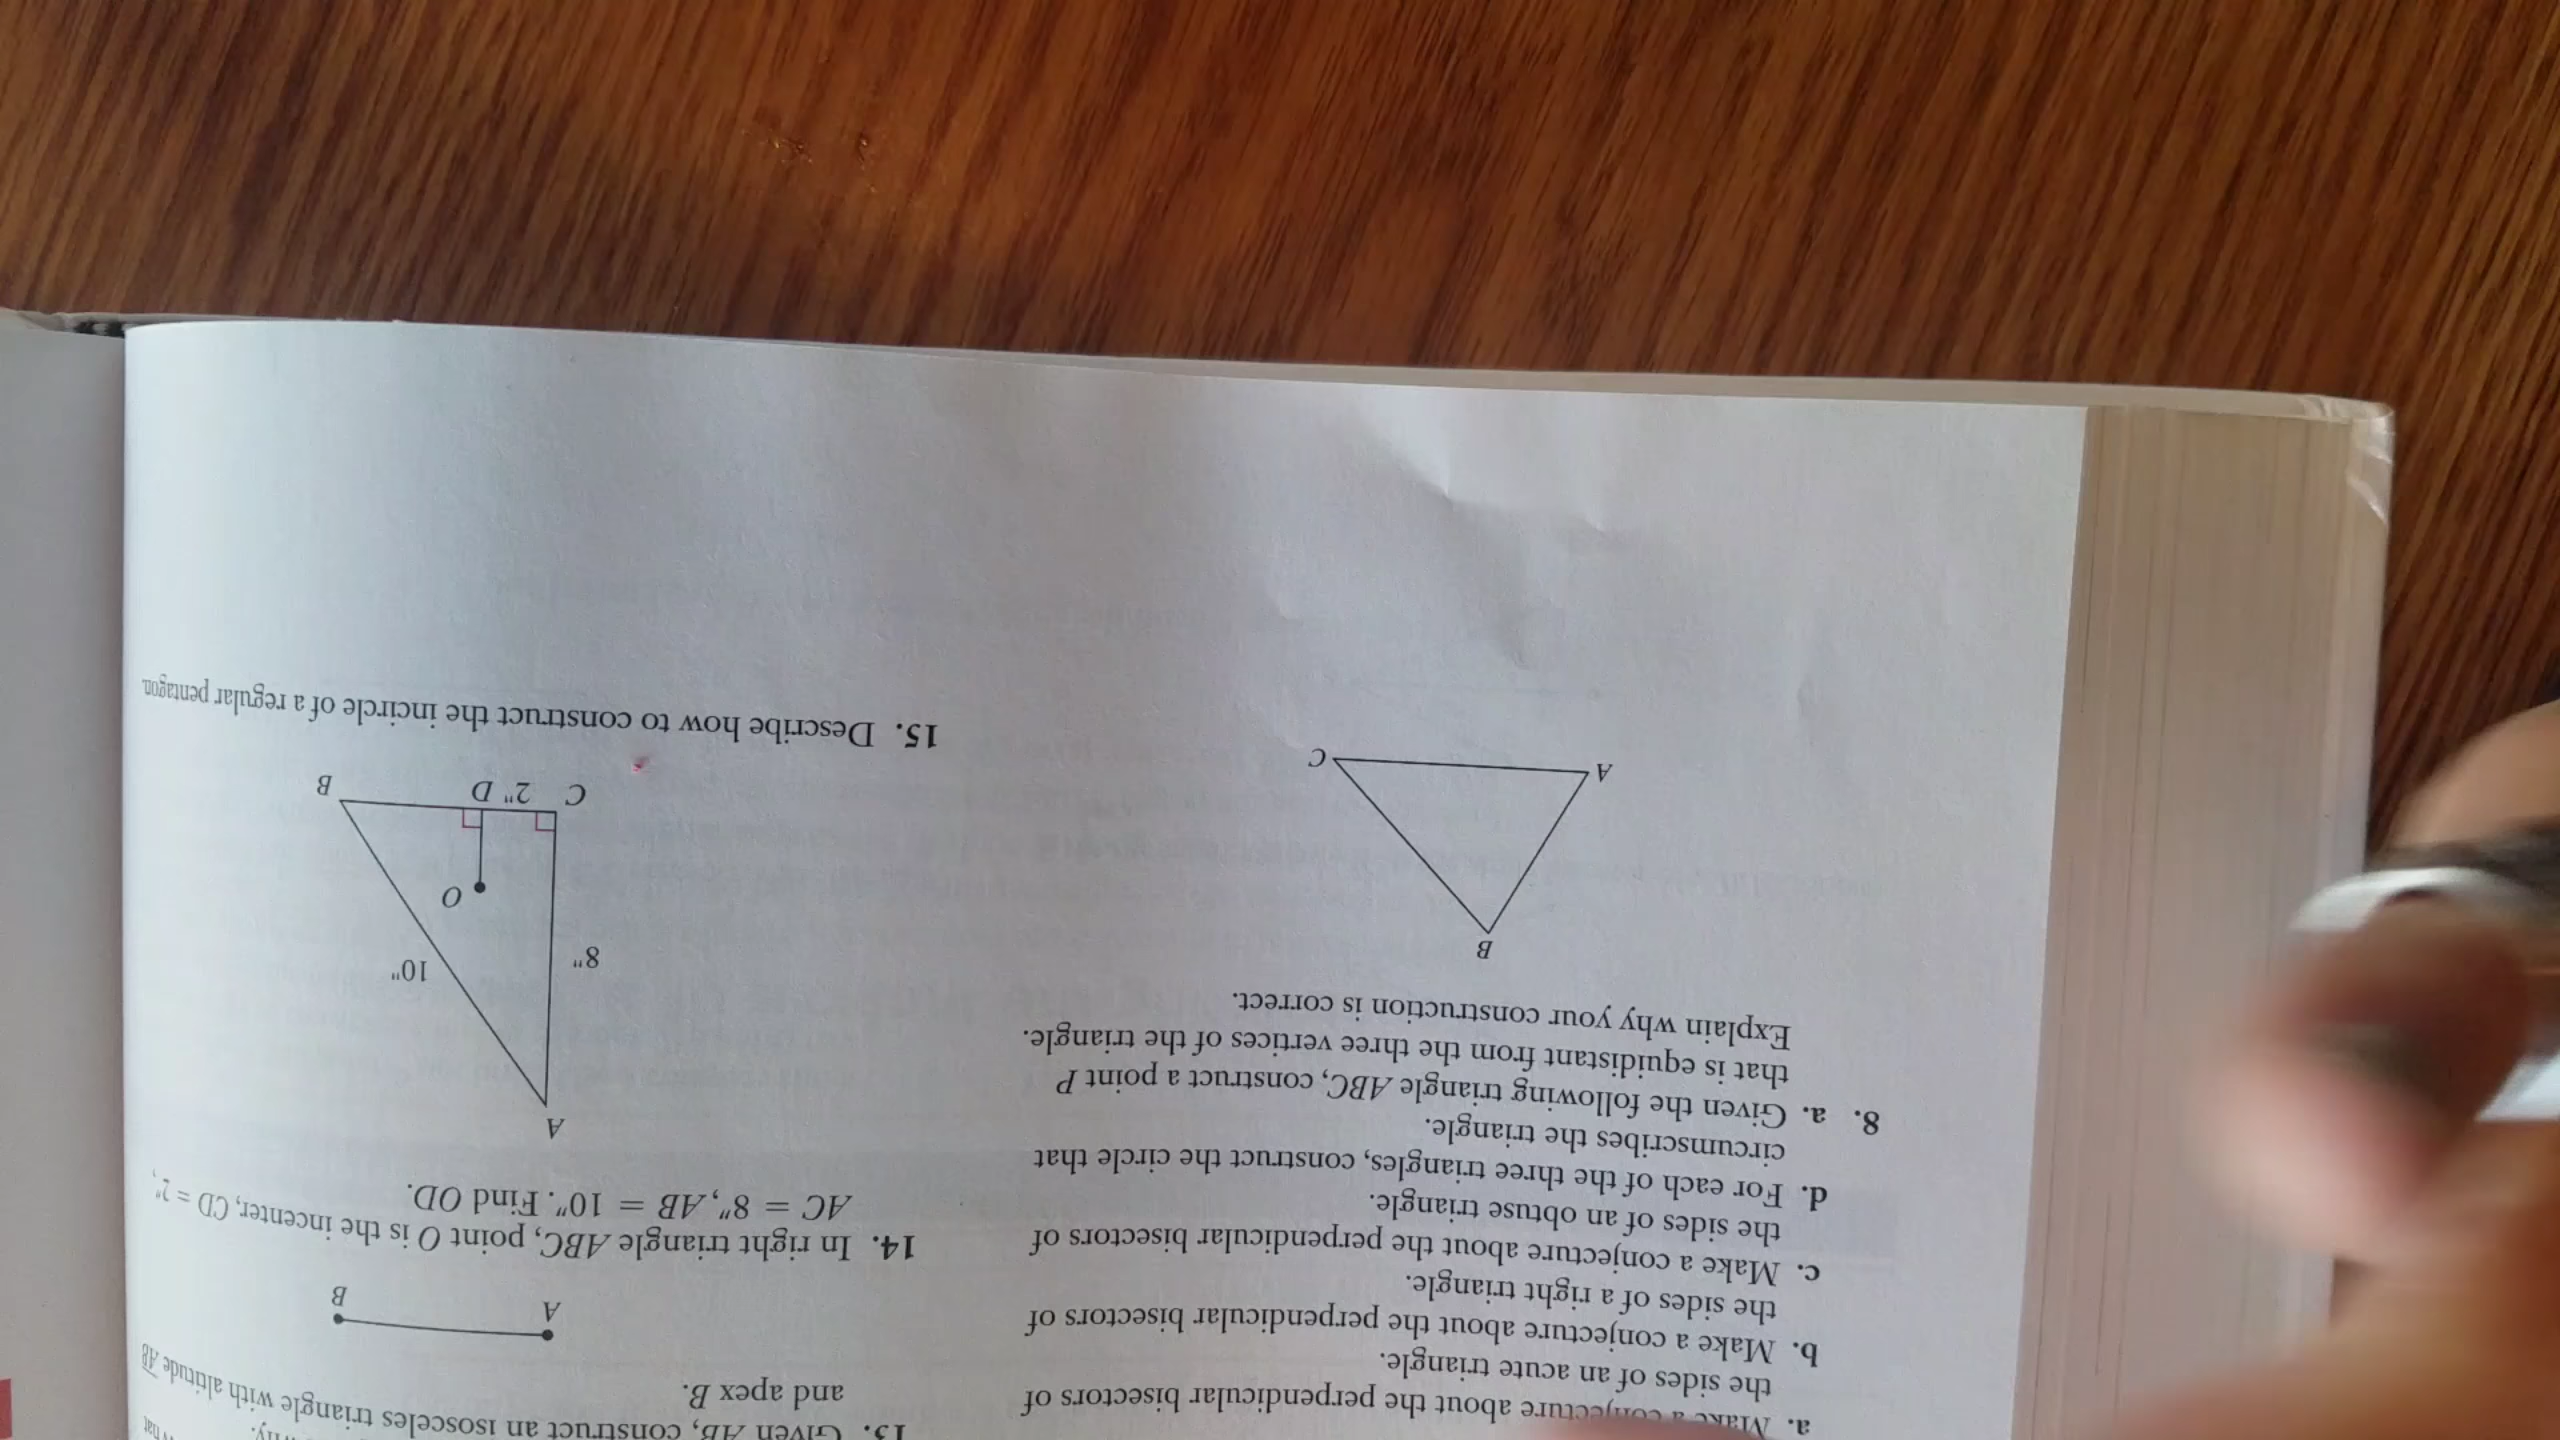 a. Make a conjecture about the perpendicular bisectors of
the sides of an acute triangle.
b. Make a conjecture about the perpendicular bisectors of
the sides of a right triangle.
c. Make a conjecture about the perpendicular bisectors of
the sides of an obtuse triangle.
d. For each of the three triangles, construct the circle that
circumscribes the triangle.
8. a. Given the following triangle ABC, construct a point P
that is equidistant from the three vertices of the triangle.
Explain why your construction is correct.
B
A
C
13. Given AB, construct an isosceles triangle with altitude AB
and apex B.
A
B
14. In right triangle ABC, point O is the incenter, CD = 2",
AC = 8", AB = 10". Find OD.
A
8"
10"
O
C
2"
D
B
15. Describe how to construct the incircle of a regular pentagon.